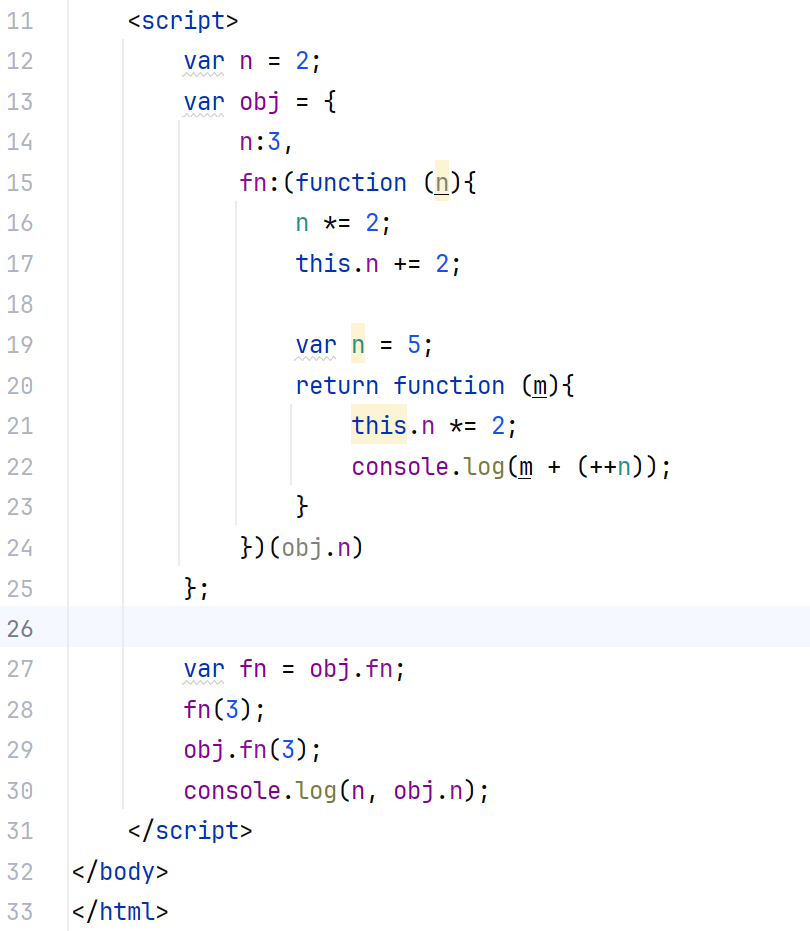 11 <script>
12 var n = 2;
13 var obj = {
14 n:3,
15 fn:(function (n){
16 n *= 2;
17 this.n += 2;
18
19 var n = 5;
20 return function (m){
21 this.n *= 2;
22 console.log(m + (++n));
23 }
24 })(obj.n)
25 };
26
27 var fn = obj.fn;
28 fn(3);
29 obj.fn(3);
30 console.log(n, obj.n);
31 </script>
32 </body>
33 </html>